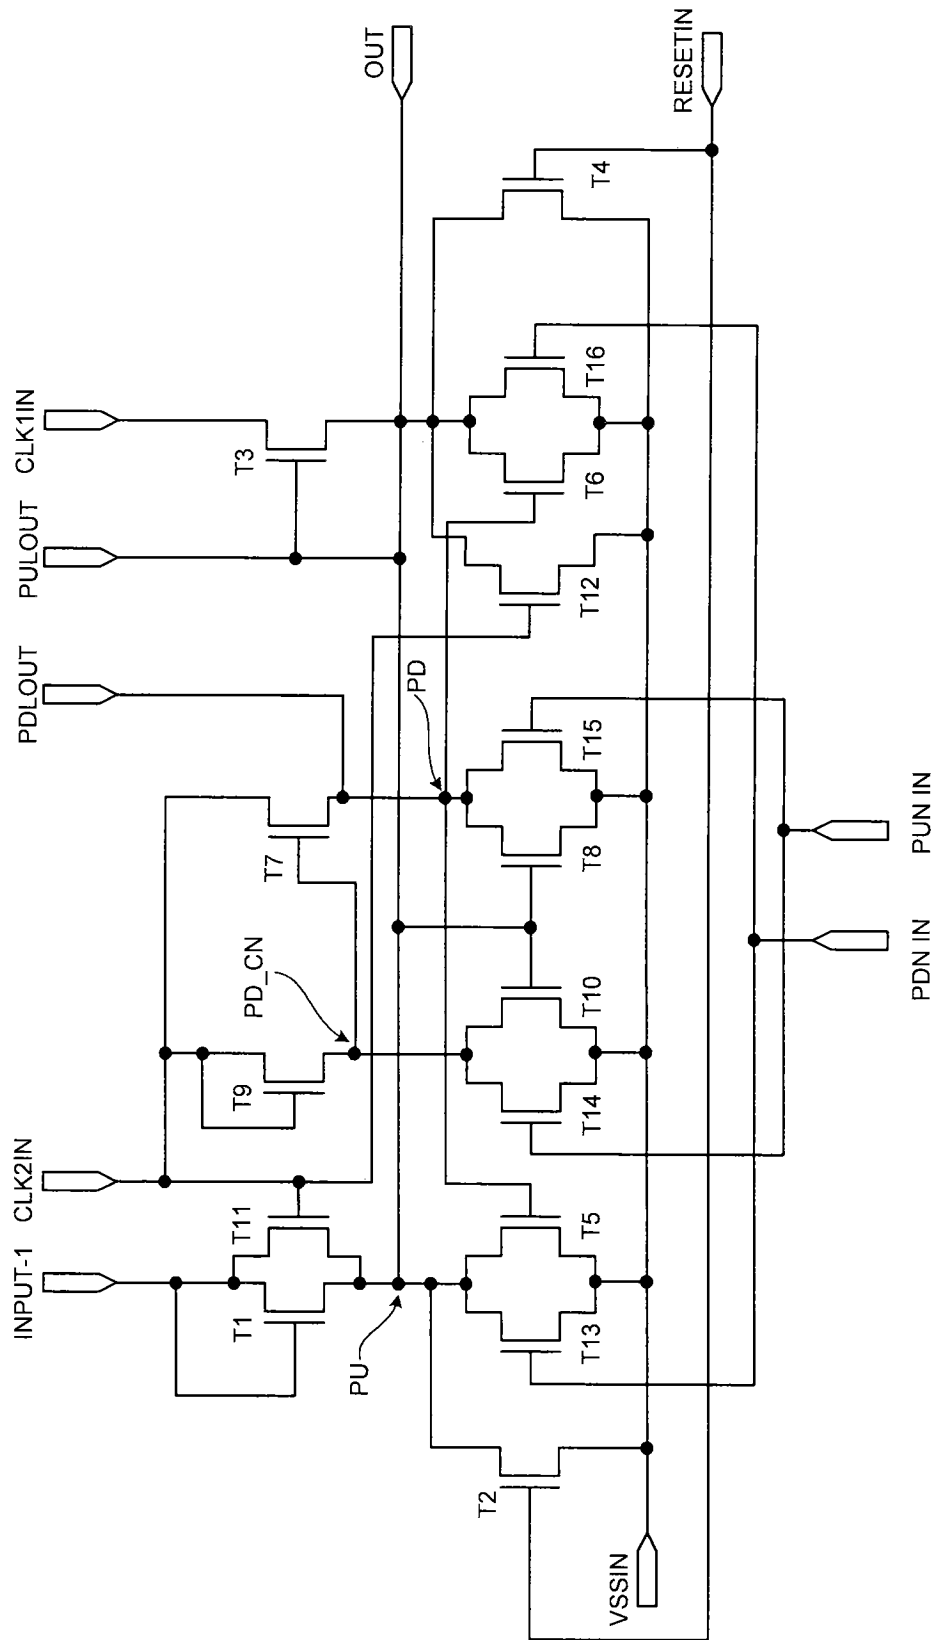 INPUT-1
CLK2IN
PDLOUT
PULOUT
CLK1IN
OUT
RESETIN
T1
T11
T9
T7
T3
PU
PD_CN
PD
T2
T13
T5
T14
T10
T8
T15
T12
T6
T16
T4
VSSIN
PDN IN
PUN IN